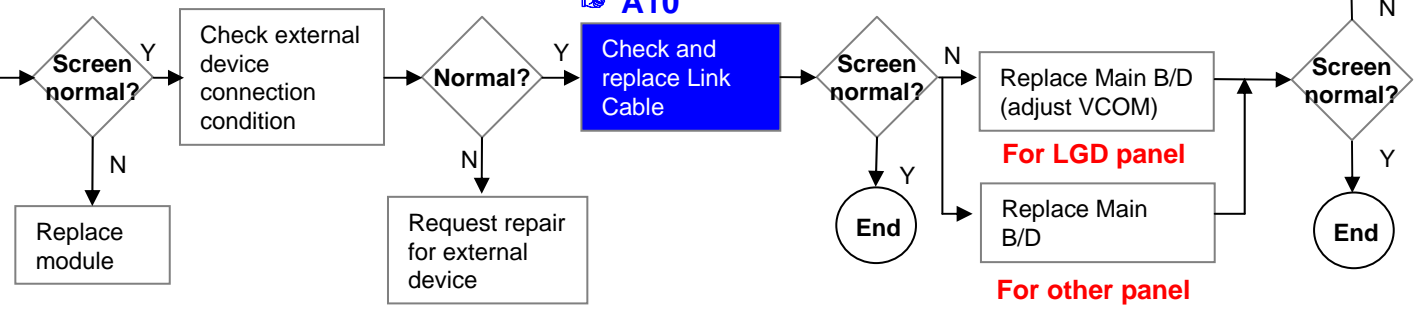 ☞ A10
N
Screen
normal?
Y
Check external
device
connection
condition
Normal?
Y
Check and
replace Link
Cable
Screen
normal?
N
Replace Main B/D
(adjust VCOM)
Screen
normal?
For LGD panel
N
Replace
module
N
Request repair
for external
device
Y
End
Replace Main
B/D
For other panel
Y
End